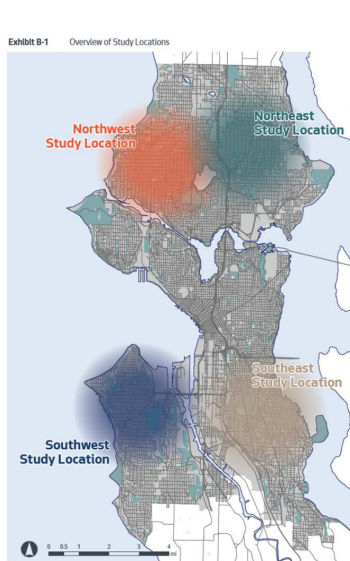 Exhibit B-1 Overview of Study Locations
Northwest
Study Location
Northeast
Study Location
Southeast
Study Location
Southwest
Study Location
0 0.5 1 2 3 4
mi